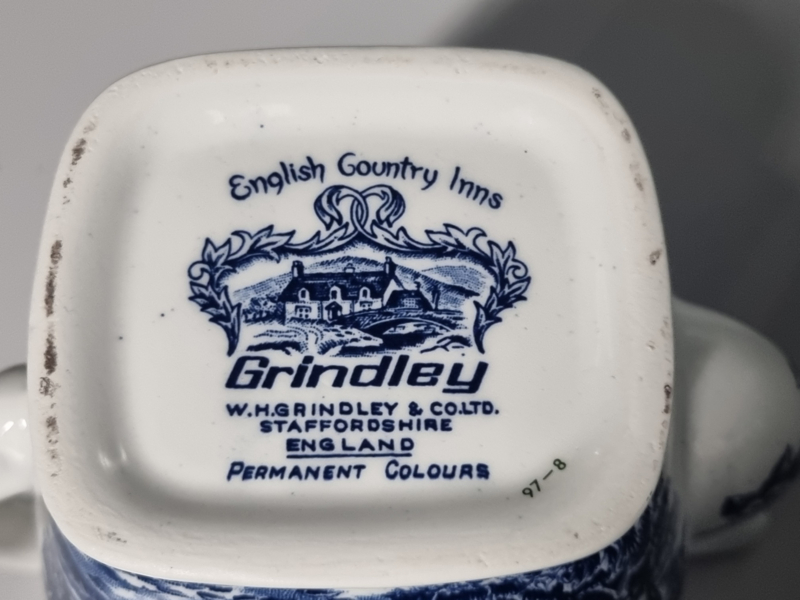 English Country Inns
Grindley
W.H.GRINDLEY & CO.LTD.
STAFFORDSHIRE
ENGLAND
PERMANENT COLOURS
97-8